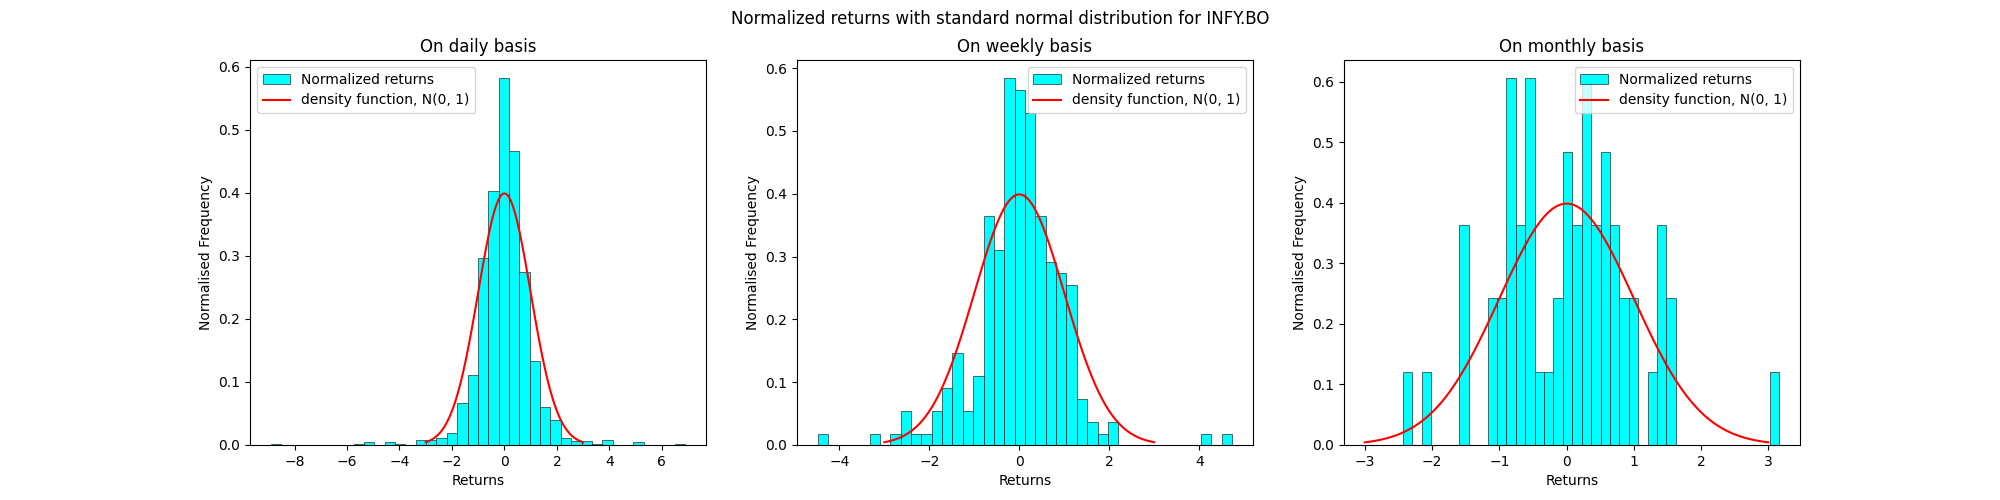 Normalized returns with standard normal distribution for INFY.BO
On daily basis
Normalized returns
density function, N(0, 1)
Normalised Frequency
0.6
0.5
0.4
0.3
0.2
0.1
0.0
−8 −6 −4 −2 0 2 4 6
Returns
On weekly basis
Normalized returns
density function, N(0, 1)
Normalised Frequency
0.6
0.5
0.4
0.3
0.2
0.1
0.0
−4 −2 0 2 4
Returns
On monthly basis
Normalized returns
density function, N(0, 1)
Normalised Frequency
0.6
0.5
0.4
0.3
0.2
0.1
0.0
−3 −2 −1 0 1 2 3
Returns